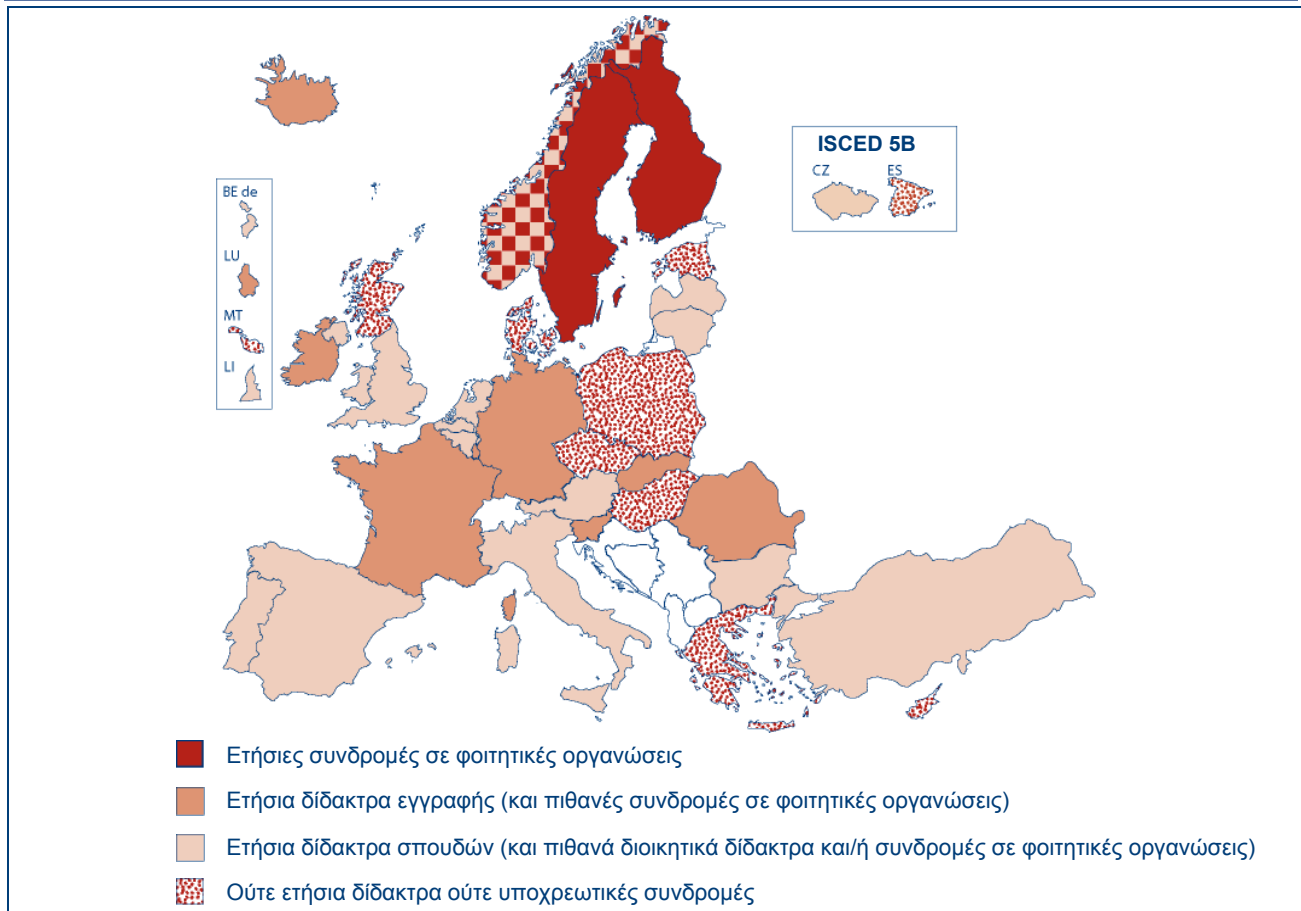 ISCED 5B
CZ ES
BE de
LU
MT
LI
Ετήσιες συνδρομές σε φοιτητικές οργανώσεις
Ετήσια δίδακτρα εγγραφής (και πιθανές συνδρομές σε φοιτητικές οργανώσεις)
Ετήσια δίδακτρα σπουδών (και πιθανά διοικητικά δίδακτρα και/ή συνδρομές σε φοιτητικές οργανώσεις)
Ούτε ετήσια δίδακτρα ούτε υποχρεωτικές συνδρομές